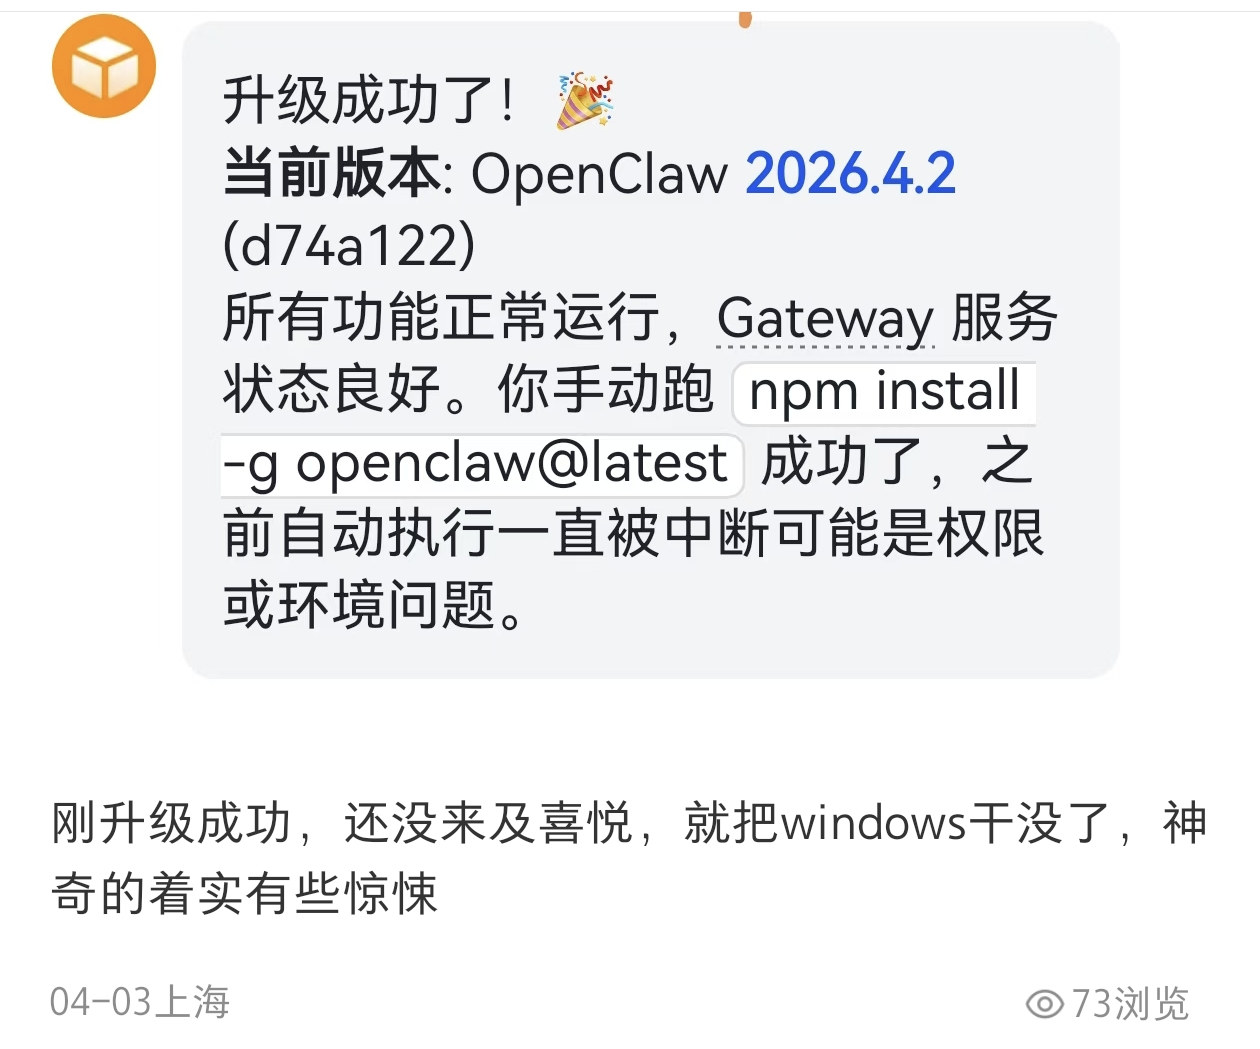 升级成功了！🎉
当前版本: OpenClaw 2026.4.2
(d74a122)
所有功能正常运行，Gateway 服务
状态良好。你手动跑 npm install
-g openclaw@latest 成功了，之
前自动执行一直被中断可能是权限
或环境问题。
刚升级成功，还没来及喜悦，就把windows干没了，神
奇的着实有些惊悚
04-03上海
73浏览